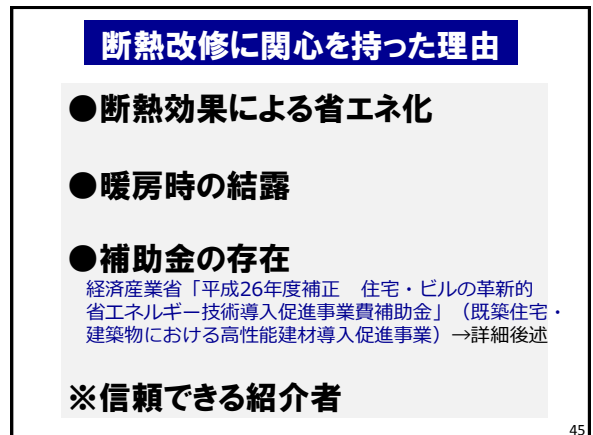 断熱改修に関心を持った理由
●断熱効果による省エネ化
●暖房時の結露
●補助金の存在
経済産業省「平成26年度補正　住宅・ビルの革新的
省エネルギー技術導入促進事業費補助金」（既築住宅・
建築物における高性能建材導入促進事業）→詳細後述
※信頼できる紹介者
45